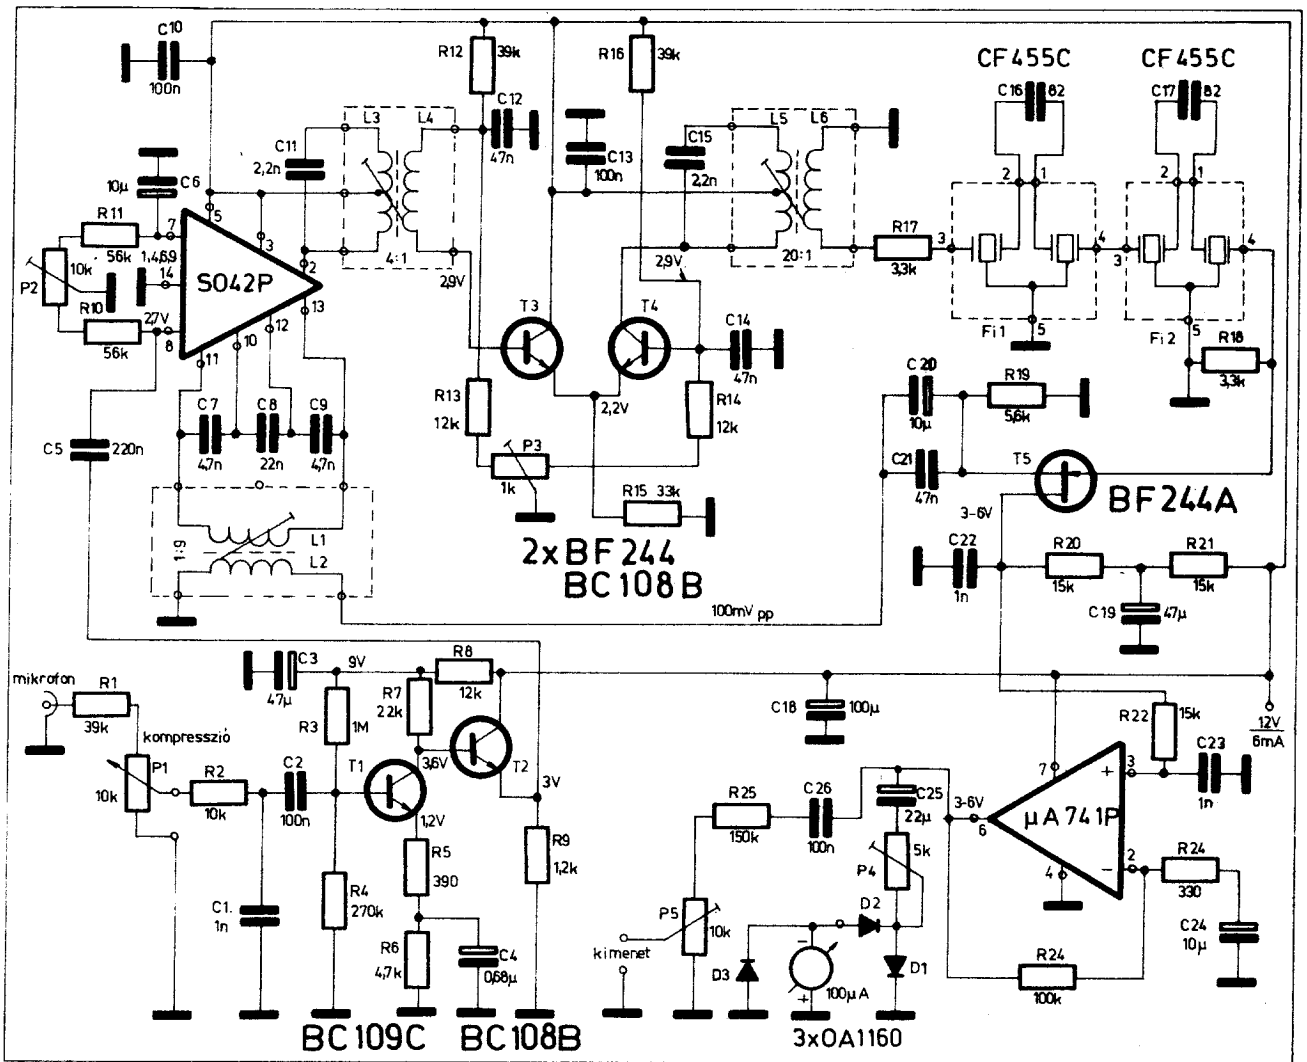 C10
100n
R12
39k
R16
39k
CF455C
C16
82
CF455C
C17
82
C12
47n
L3
L4
4:1
C11
2,2n
C13
100n
C15
2,2n
L5
L6
20:1
10µ
C6
R11
56k
10k
P2
R10
56k
5
7
1,4,6,9
14
2,7V
8
SO42P
3
2
13
12
10
11
2,9V
2,9V
T3
T4
C14
47n
R17
3,3k
3
2
1
4
3
2
1
4
Fi1
5
Fi2
5
R18
3,3k
C7
4,7n
C8
22n
C9
4,7n
C5
220n
R13
12k
2,2V
R14
12k
P3
1k
R15
33k
C20
10µ
R19
5,6k
C21
47n
T5
BF244A
3-6V
1:9
L1
L2
2xBF244
BC108B
C22
1n
R20
15k
R21
15k
C19
47µ
100mVpp
mikrofon
R1
39k
C3
47µ
9V
R8
12k
R7
22k
R3
1M
kompresszió
P1
10k
R2
10k
C2
100n
T1
3,6V
T2
3V
1,2V
C18
100µ
R22
15k
12V
6mA
C23
1n
7
3
+
µA741P
3-6V
6
4
2
−
R24
330
C24
10µ
R24
100k
R25
150k
C26
100n
C25
22µ
5k
P4
R5
390
R9
1,2k
R4
270k
C1.
1n
R6
4,7k
C4
0,68µ
P5
10k
kimenet
D2
D3
D1
−
+
100µA
BC109C
BC108B
3xOA1160